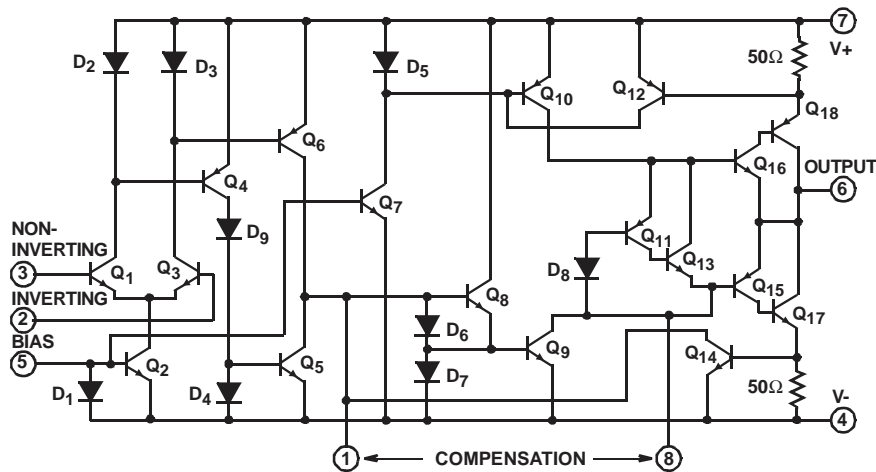 7
V+
D2
D3
D5
50Ω
Q10
Q12
Q18
Q6
Q16
OUTPUT
6
Q4
Q7
D9
Q11
NON-
INVERTING
3
Q1
Q3
D8
Q13
Q15
INVERTING
2
Q8
Q17
BIAS
5
D6
Q9
Q14
Q2
Q5
D7
50Ω
D1
D4
V-
4
1
COMPENSATION
8